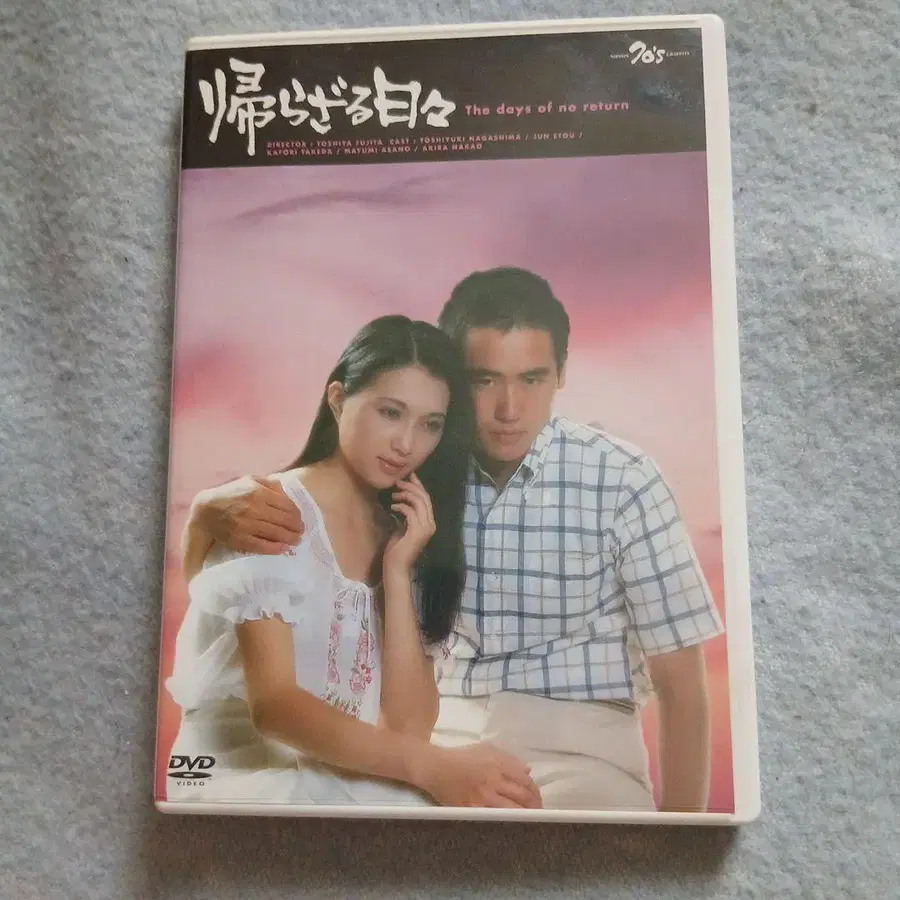 70's
帰らざる日々
The days of no return
DIRECTOR : TOSHIYA FUJITA CAST : TOSHIYUKI NAGASHIMA / JUN ETOU /
KAFORI TAKEDA / MAYUMI ASANO / AKIRA NAKAO
DVD
VIDEO